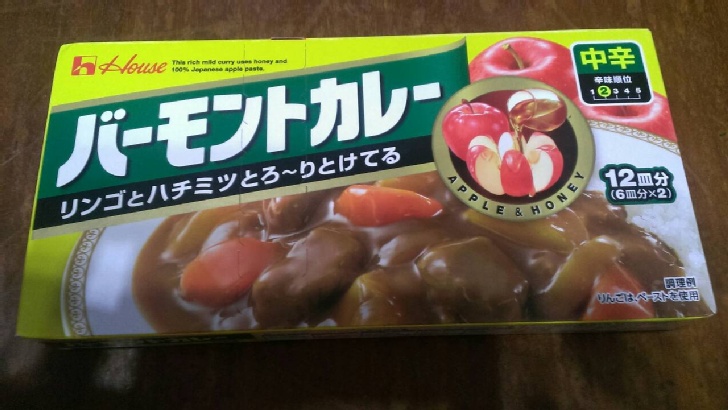 House
This rich mild curry uses honey and
100% Japanese apple paste.
バーモントカレー
リンゴとハチミツとろ〜りとけてる
中辛
辛味順位
1 2 3 4 5
APPLE & HONEY
12皿分
(6皿分×2)
調理例
りんごは、ペーストを使用